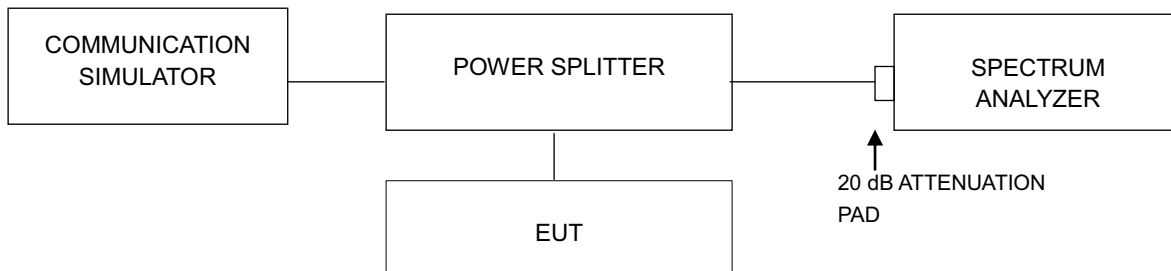 COMMUNICATION
SIMULATOR
POWER SPLITTER
SPECTRUM
ANALYZER
20 dB ATTENUATION
PAD
EUT